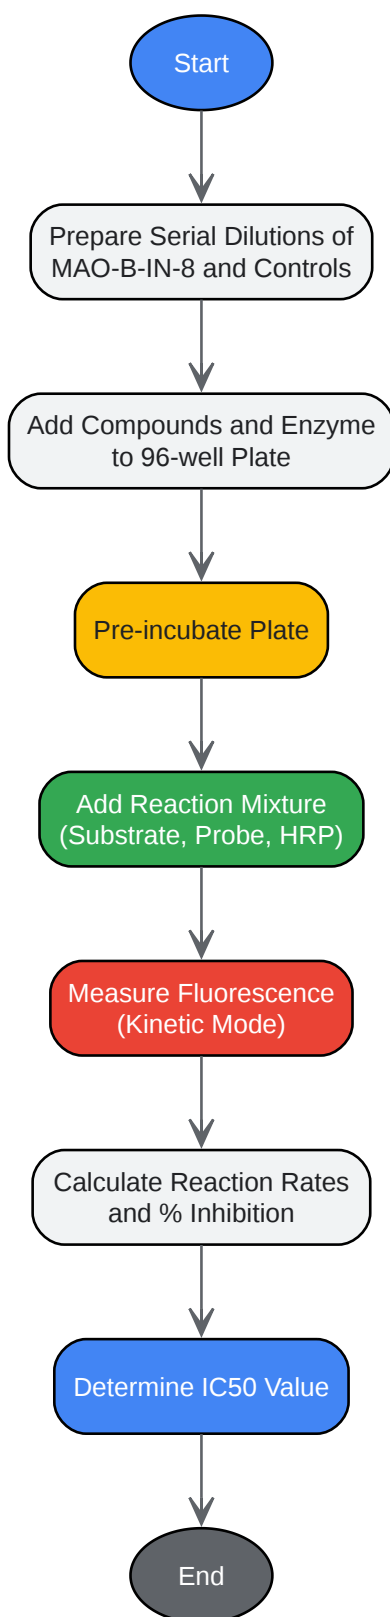 Start
Prepare Serial Dilutions of
MAO-B-IN-8 and Controls
Add Compounds and Enzyme
to 96-well Plate
Pre-incubate Plate
Add Reaction Mixture
(Substrate, Probe, HRP)
Measure Fluorescence
(Kinetic Mode)
Calculate Reaction Rates
and % Inhibition
Determine IC50 Value
End